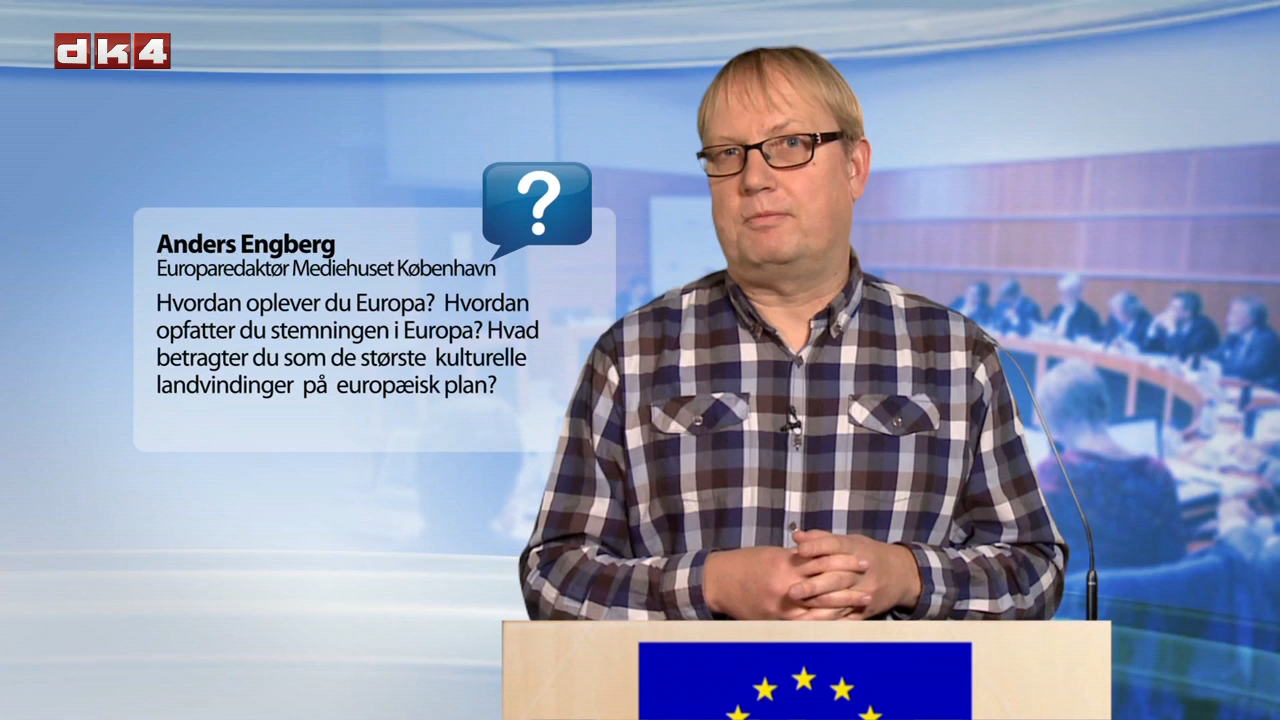 dk4
?
Anders Engberg
Europaredaktør Mediehuset København
Hvordan oplever du Europa? Hvordan
opfatter du stemningen i Europa? Hvad
betragter du som de største kulturelle
landvindinger på europæisk plan?